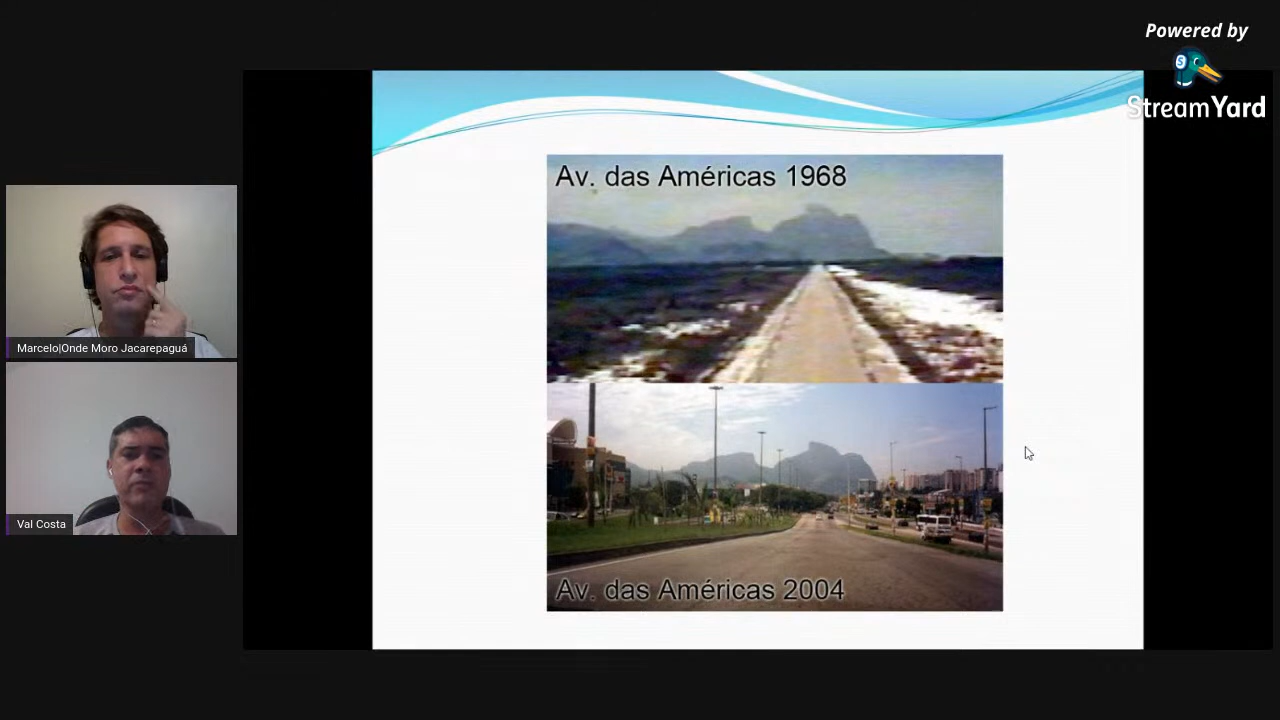 Powered by
StreamYard
Av. das Américas 1968
Av. das Américas 2004
Marcelo|Onde Moro Jacarepaguá
Val Costa